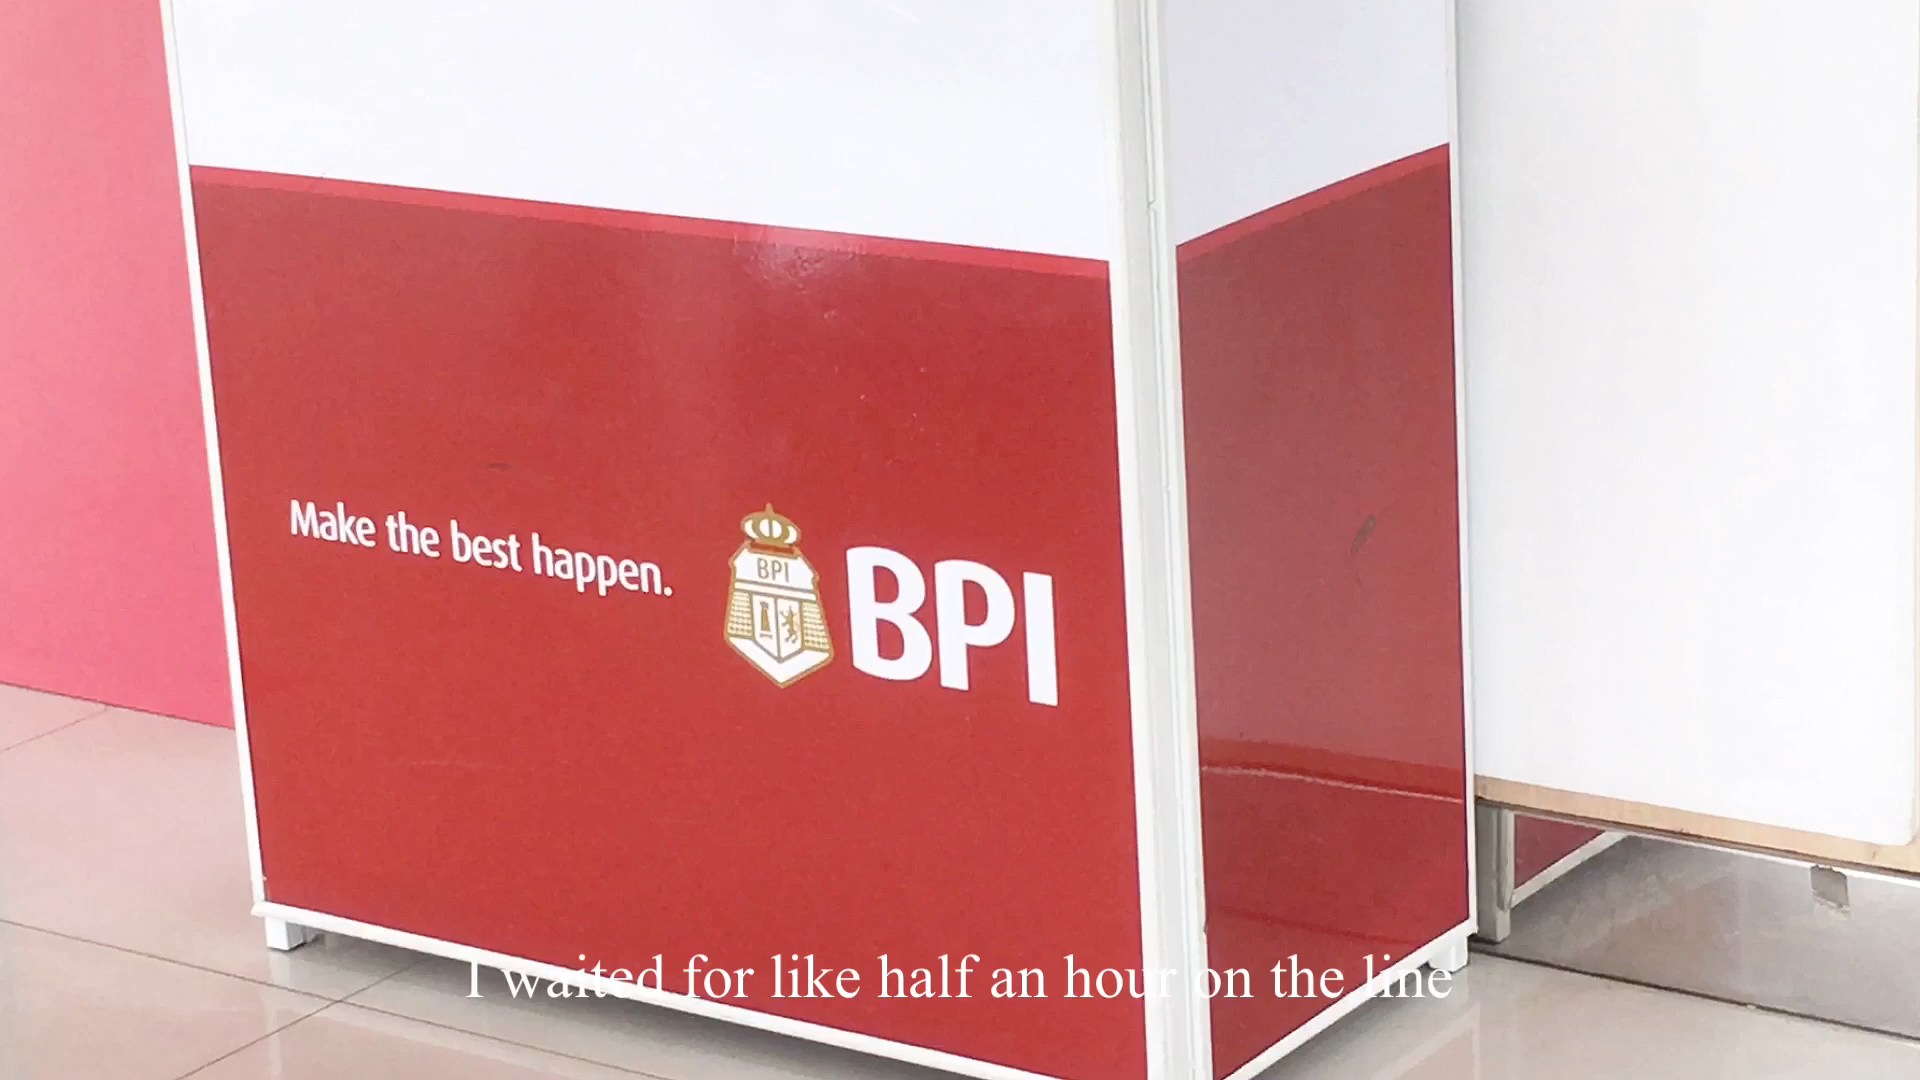 Make the best happen.
BPI
BPI
I waited for like half an hour on the line